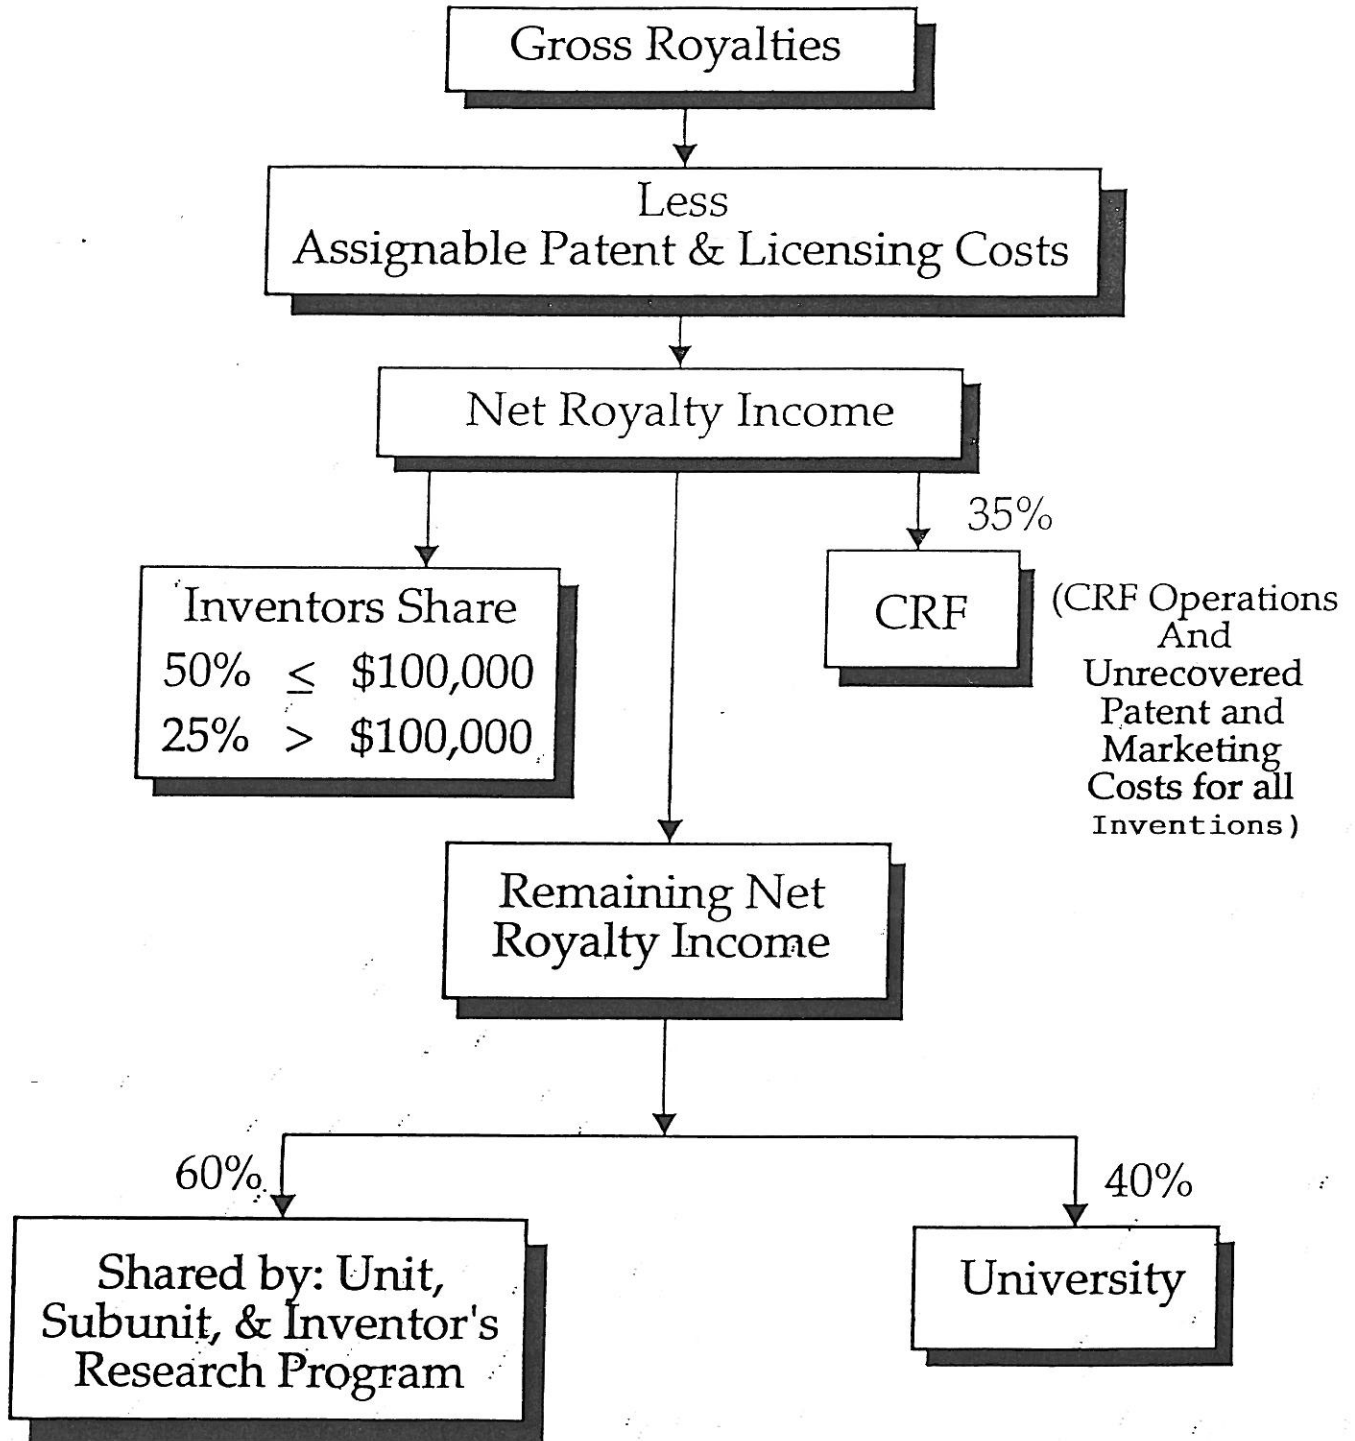 Gross Royalties
Less
Assignable Patent & Licensing Costs
Net Royalty Income
35%
Inventors Share
50% ≤ $100,000
25% > $100,000
CRF
(CRF Operations
And
Unrecovered
Patent and
Marketing
Costs for all
Inventions)
Remaining Net
Royalty Income
60%
40%
Shared by: Unit,
Subunit, & Inventor's
Research Program
University